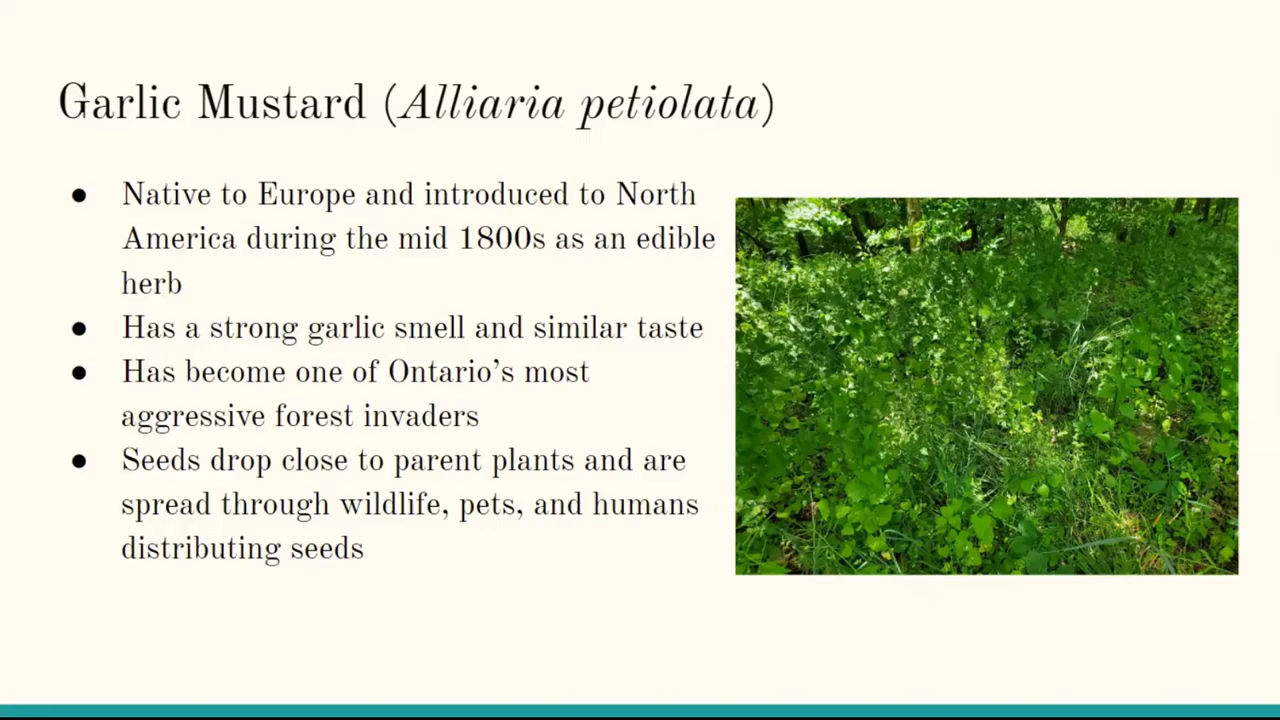 Garlic Mustard (Alliaria petiolata)
● Native to Europe and introduced to North
America during the mid 1800s as an edible
herb
● Has a strong garlic smell and similar taste
● Has become one of Ontario’s most
aggressive forest invaders
● Seeds drop close to parent plants and are
spread through wildlife, pets, and humans
distributing seeds